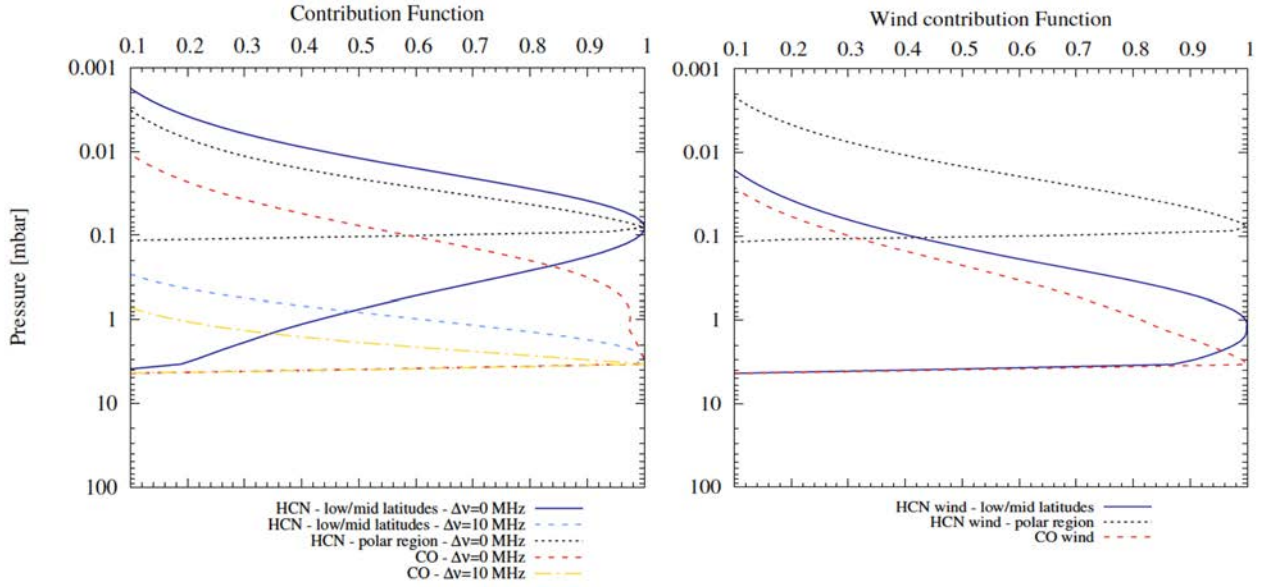 Contribution Function
0.1 0.2 0.3 0.4 0.5 0.6 0.7 0.8 0.9 1
0.001
0.01
0.1
1
10
100
Pressure [mbar]
HCN - low/mid latitudes - Δν=0 MHz
HCN - low/mid latitudes - Δν=10 MHz
HCN - polar region - Δν=0 MHz
CO - Δν=0 MHz
CO - Δν=10 MHz
Wind contribution Function
0.1 0.2 0.3 0.4 0.5 0.6 0.7 0.8 0.9 1
0.001
0.01
0.1
1
10
100
HCN wind - low/mid latitudes
HCN wind - polar region
CO wind